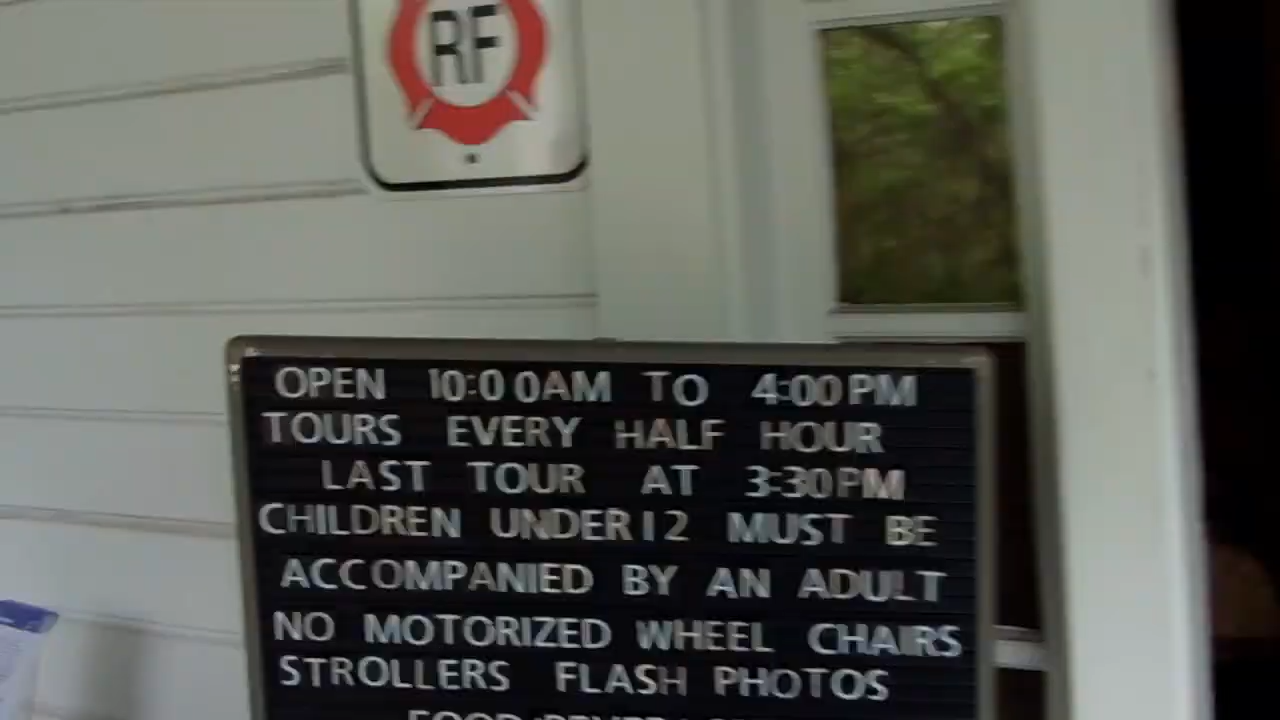 RF
OPEN 10:00AM TO 4:00PM
TOURS EVERY HALF HOUR
LAST TOUR AT 3:30PM
CHILDREN UNDER 12 MUST BE
ACCOMPANIED BY AN ADULT
NO MOTORIZED WHEEL CHAIRS
STROLLERS FLASH PHOTOS